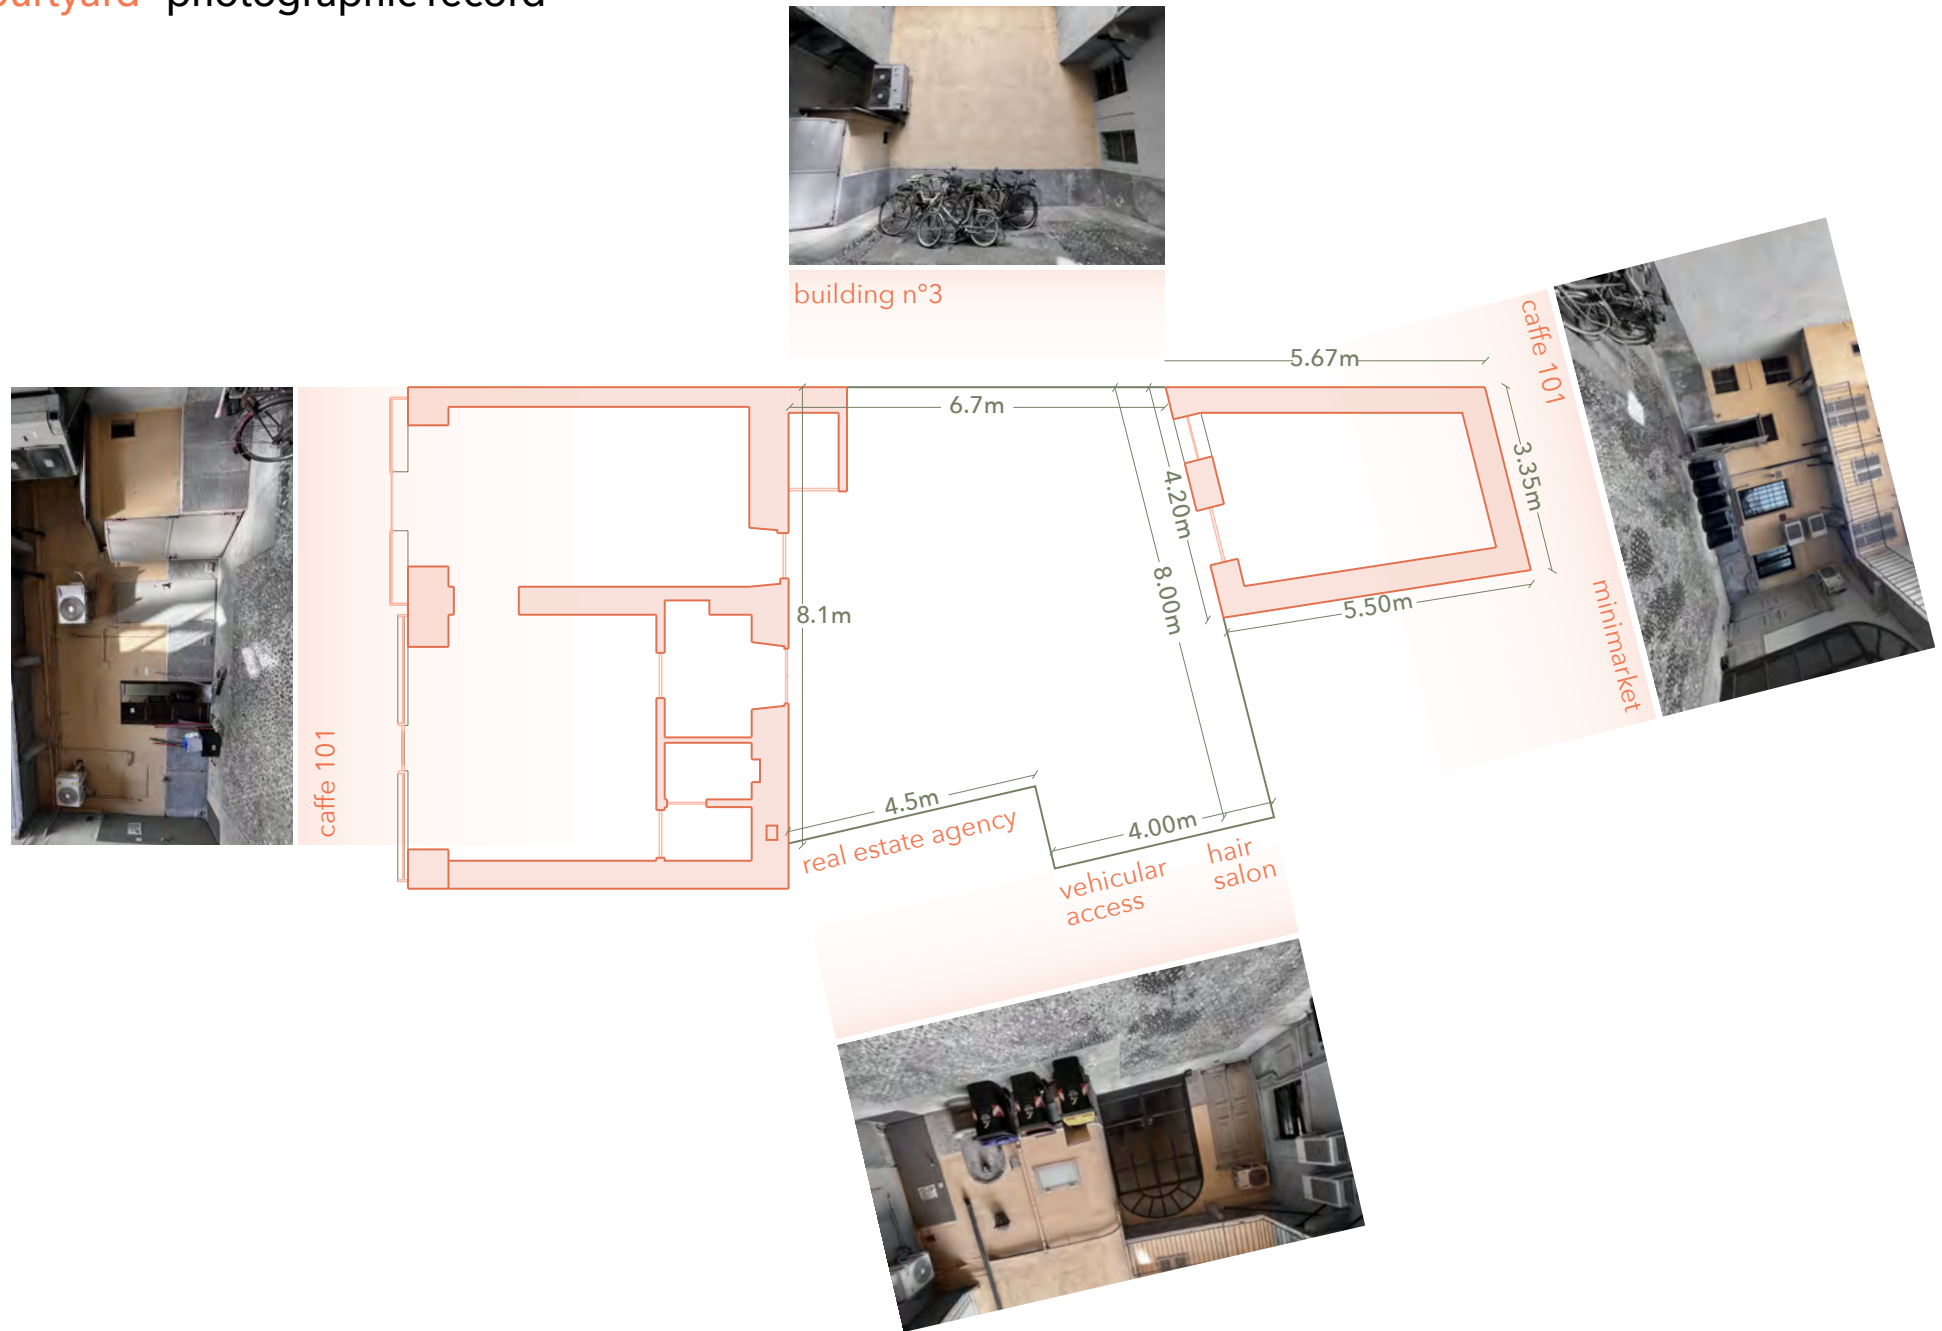 photographic record
building n°3
5.67m
caffe 101
6.7m
3.35m
4.20m
8.00m
5.50m
8.1m
minimarket
caffe 101
4.5m
4.00m
real estate agency
vehicular
access
hair
salon